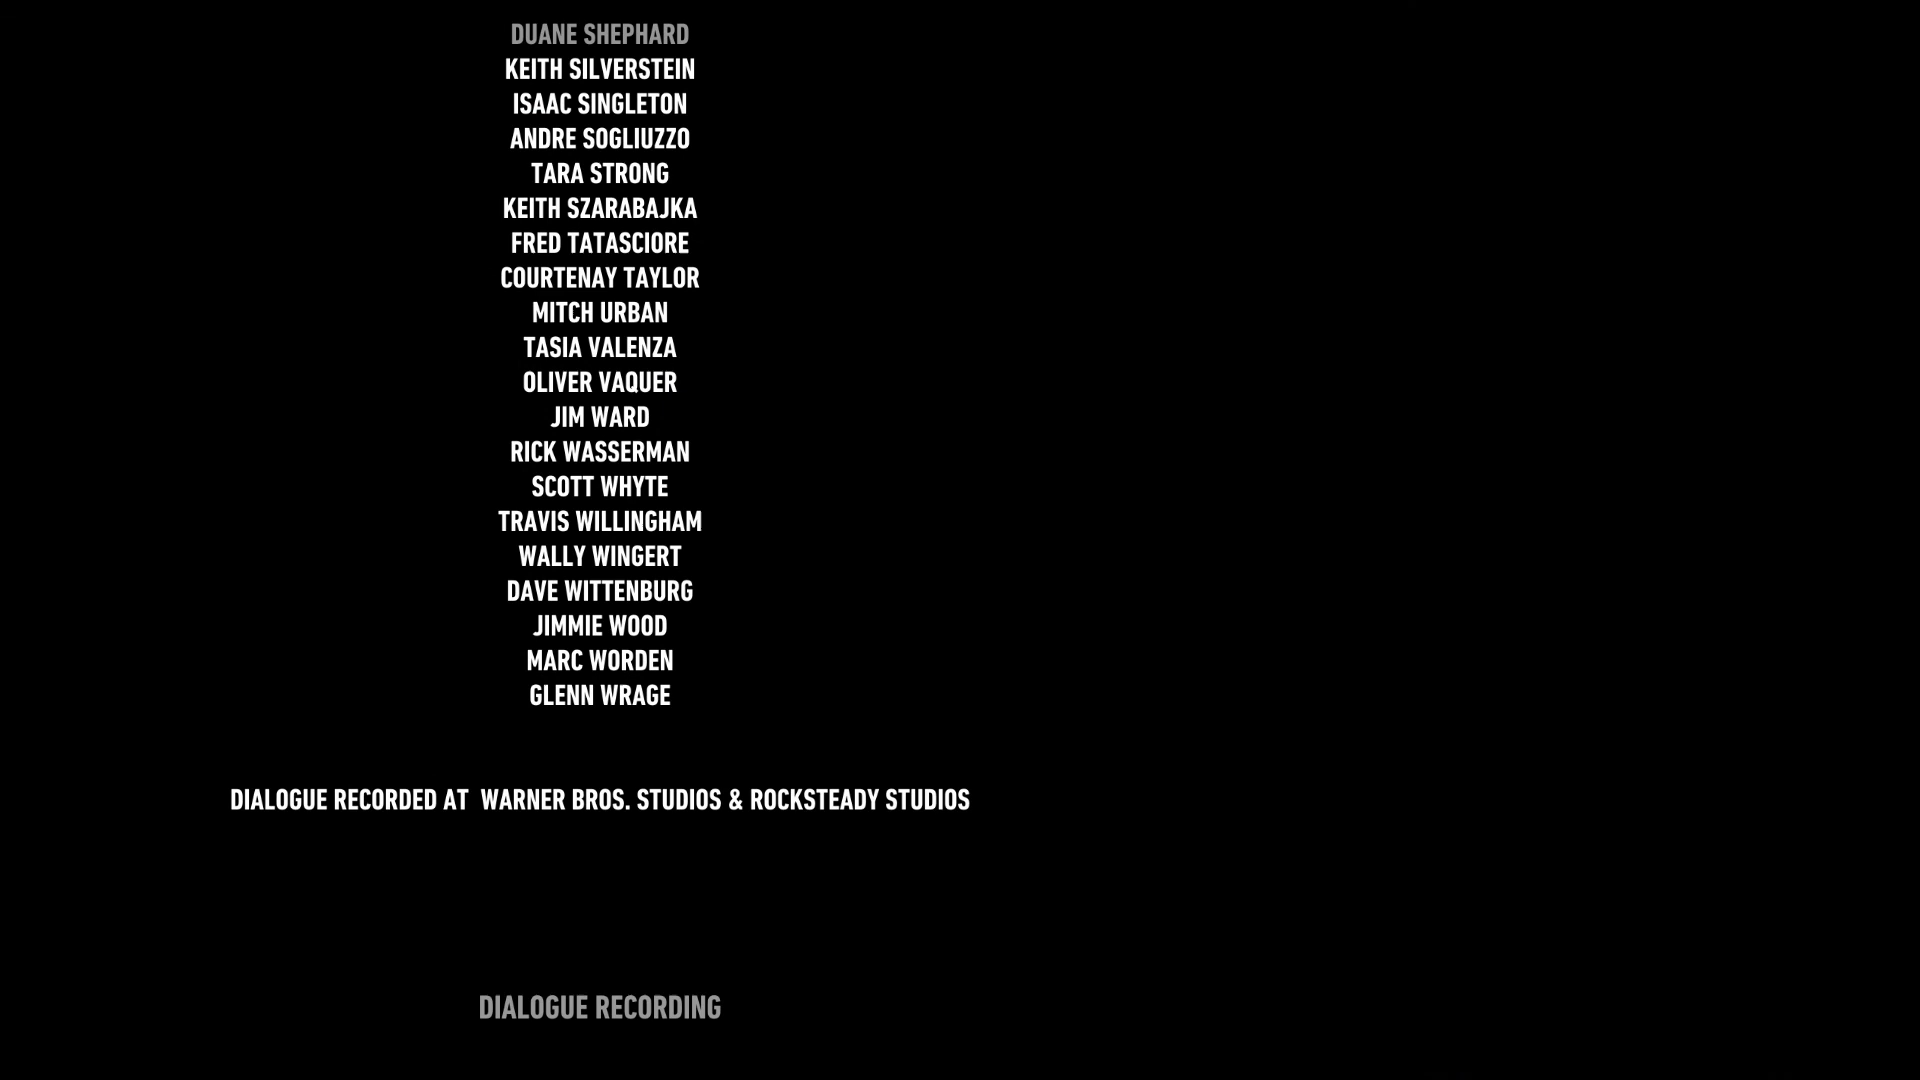 DUANE SHEPHARD
KEITH SILVERSTEIN
ISAAC SINGLETON
ANDRE SOGLIUZZO
TARA STRONG
KEITH SZARABAJKA
FRED TATASCIORE
COURTENAY TAYLOR
MITCH URBAN
TASIA VALENZA
OLIVER VAQUER
JIM WARD
RICK WASSERMAN
SCOTT WHYTE
TRAVIS WILLINGHAM
WALLY WINGERT
DAVE WITTENBURG
JIMMIE WOOD
MARC WORDEN
GLENN WRAGE
DIALOGUE RECORDED AT  WARNER BROS. STUDIOS & ROCKSTEADY STUDIOS
DIALOGUE RECORDING